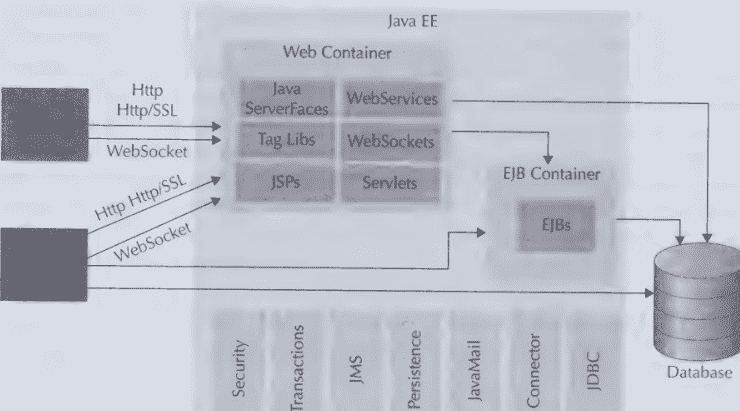 Java EE
Web Container
Http
Http/SSL
Java
ServerFaces
WebServices
WebSocket
Tag Libs
WebSockets
Http Http/SSL
JSPs
Servlets
EJB Container
WebSocket
EJBs
Security
Transactions
JMS
Persistence
JavaMail
Connector
JDBC
Database